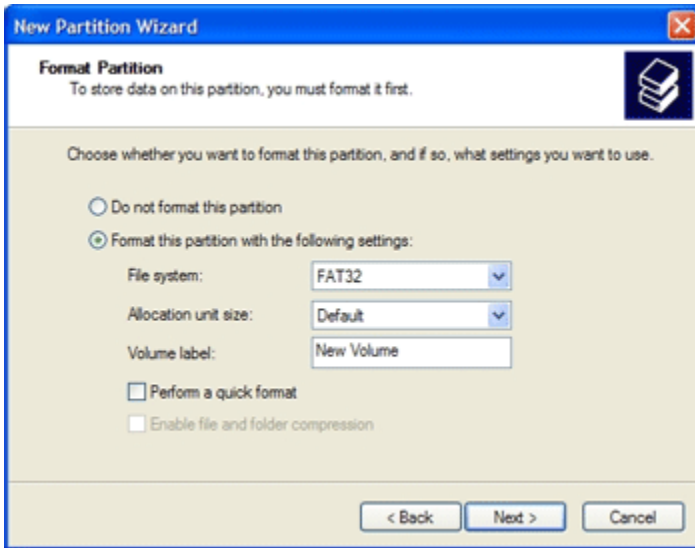 New Partition Wizard
Format Partition
To store data on this partition, you must format it first.
Choose whether you want to format this partition, and if so, what settings you want to use.
Do not format this partition
Format this partition with the following settings:
File system: FAT32
Allocation unit size: Default
Volume label: New Volume
Perform a quick format
Enable file and folder compression
< Back Next > Cancel